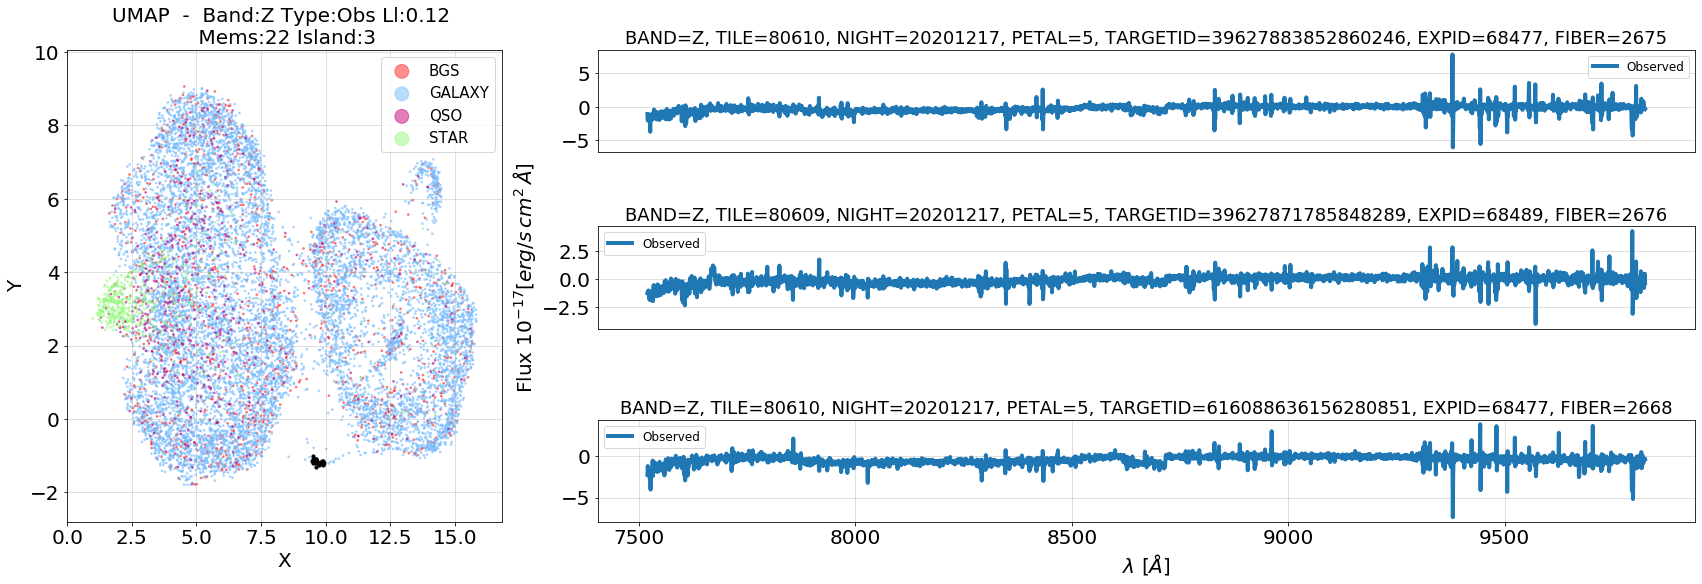 UMAP - Band:Z Type:Obs Ll:0.12
Mems:22 Island:3
10
8
6
4
2
0
−2
Y
0.0 2.5 5.0 7.5 10.0 12.5 15.0
X
BGS
GALAXY
QSO
STAR
Flux 10⁻¹⁷[erg/s cm² Å]
BAND=Z, TILE=80610, NIGHT=20201217, PETAL=5, TARGETID=39627883852860246, EXPID=68477, FIBER=2675
Observed
5
0
−5
BAND=Z, TILE=80609, NIGHT=20201217, PETAL=5, TARGETID=39627871785848289, EXPID=68489, FIBER=2676
Observed
2.5
0.0
−2.5
BAND=Z, TILE=80610, NIGHT=20201217, PETAL=5, TARGETID=616088636156280851, EXPID=68477, FIBER=2668
Observed
0
−5
7500 8000 8500 9000 9500
λ [Å]